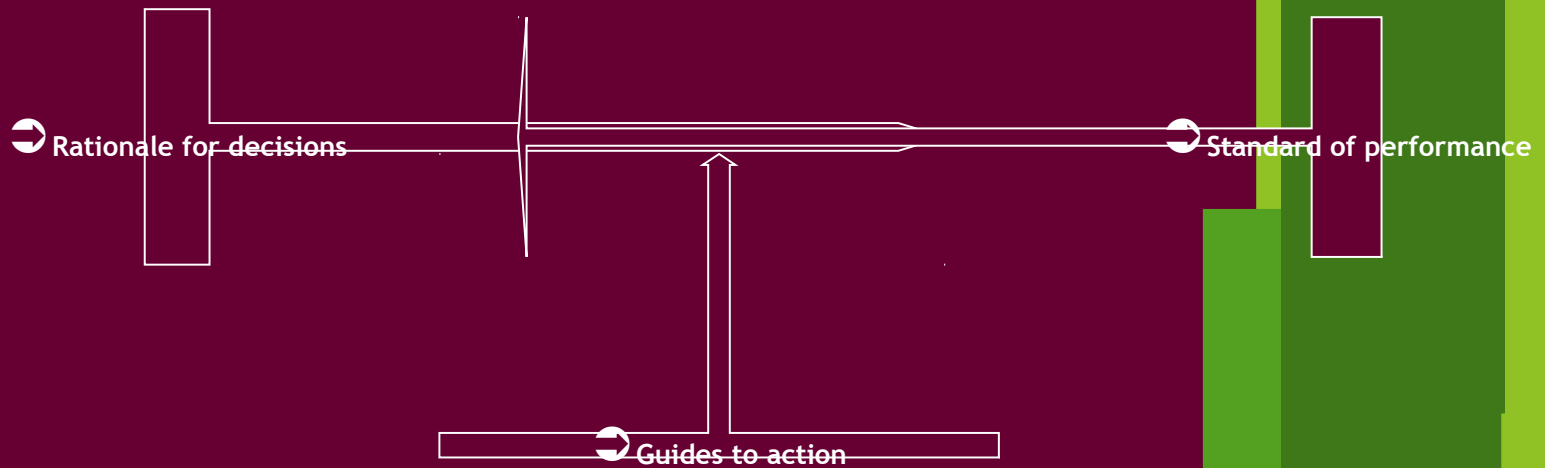 Rationale for decisions
Standard of performance
Guides to action